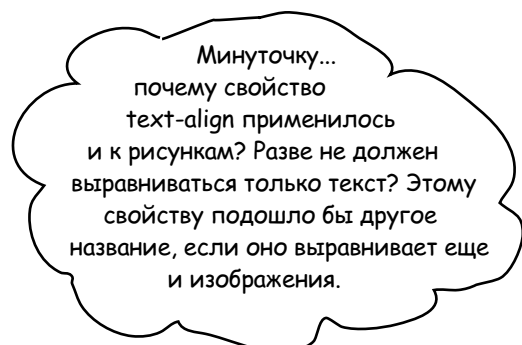 Минуточку...
почему свойство
text-align применилось
и к рисункам? Разве не должен
выравниваться только текст? Этому
свойству подошло бы другое
название, если оно выравнивает еще
и изображения.